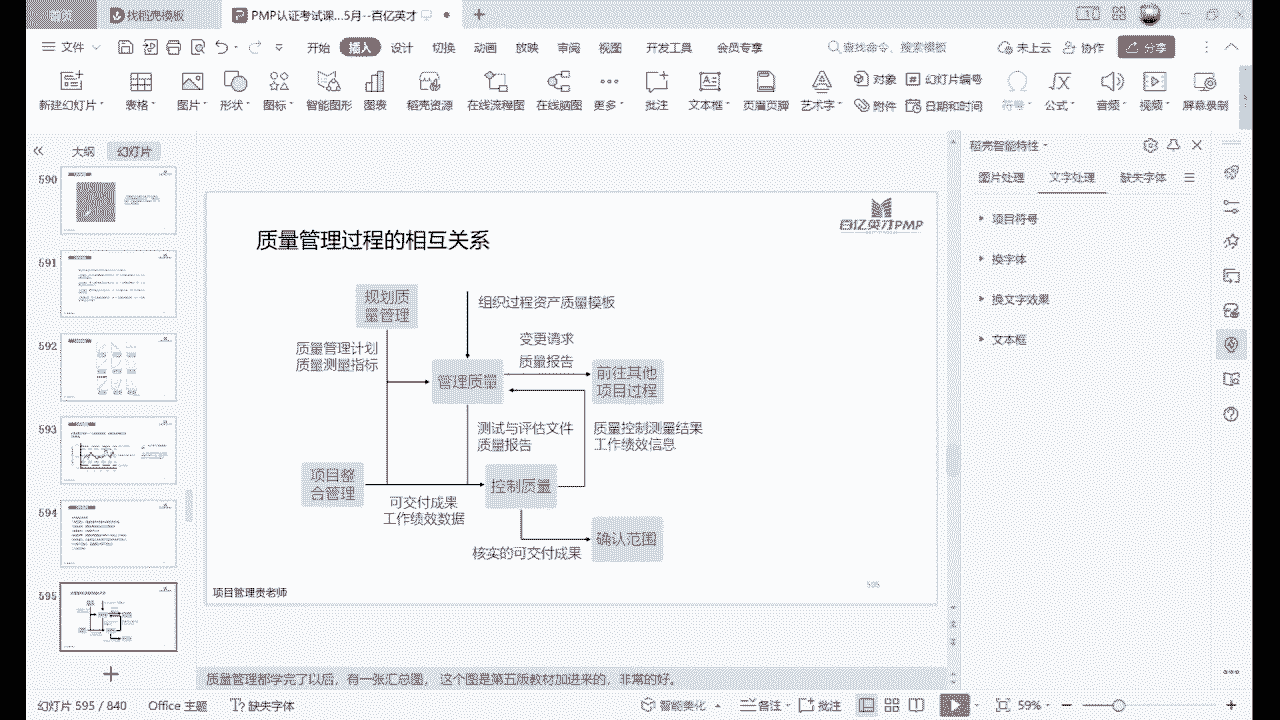 首页 找稻壳模板 PMP认证考试课...5月--百亿英才
文件 开始 插入 设计 切换 动画 放映 审阅 视图 开发工具 会员专享 查找命令、搜索模板 未上云 协作 分享
新建幻灯片 表格 图片 形状 图标 智能图形 图表 稻壳资源 在线流程图 在线脑图 更多 批注 文本框 页眉页脚 艺术字 对象 幻灯片编号 附件 日期和时间 符号 公式 音频 视频 屏幕录制
大纲 幻灯片
590
591
592
593
594
595
百亿英才PMP
质量管理过程的相互关系
规划质
量管理
组织过程资产质量模板
变更请求
质量管理计划
质量测量指标
质量报告
管理质量
前往其他
项目过程
测试与评估文件
质量报告
质量控制测量结果
工作绩效信息
项目整
合管理
控制质量
可交付成果
工作绩效数据
确认范围
核实的可交付成果
项目管理贵老师
595
稻壳智能特性
图片处理 文字处理 缺失字体
项目符号
换字体
换文字效果
文本框
质量管理都学完了以后，有一张汇总图， 这个图是第五版教材加进来的，非常的好。
幻灯片 595 / 840 Office 主题 缺失字体 智能美化 备注 批注 59%